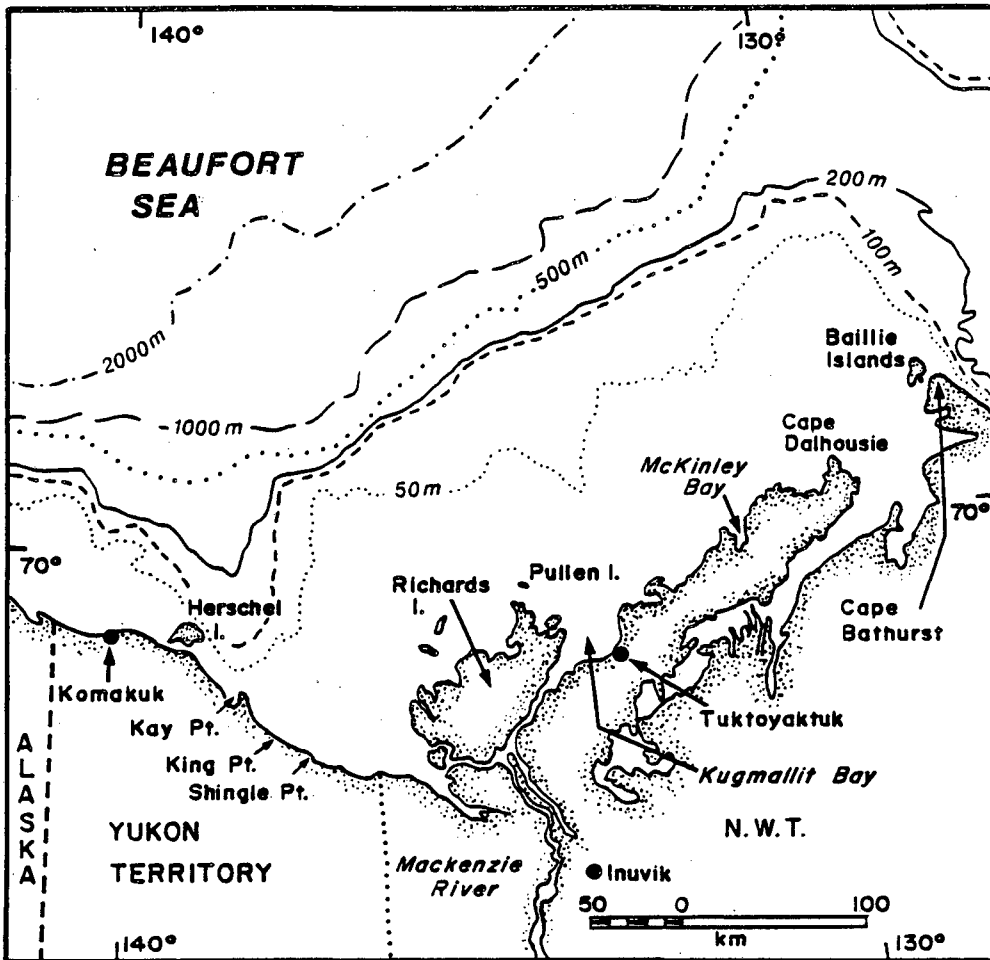 140°
130°
BEAUFORT
SEA
200m
100m
500m
2000m
1000m
50m
Baillie
Islands
Cape
Dalhousie
McKinley
Bay
70°
70°
Pullen I.
Richards
I.
Herschel
I.
Cape
Bathurst
Komakuk
Kay Pt.
Tuktoyaktuk
King Pt.
Shingle Pt.
Kugmallit Bay
ALASKA
YUKON
TERRITORY
N.W.T.
Mackenzie
River
Inuvik
50 0 100
km
140°
130°